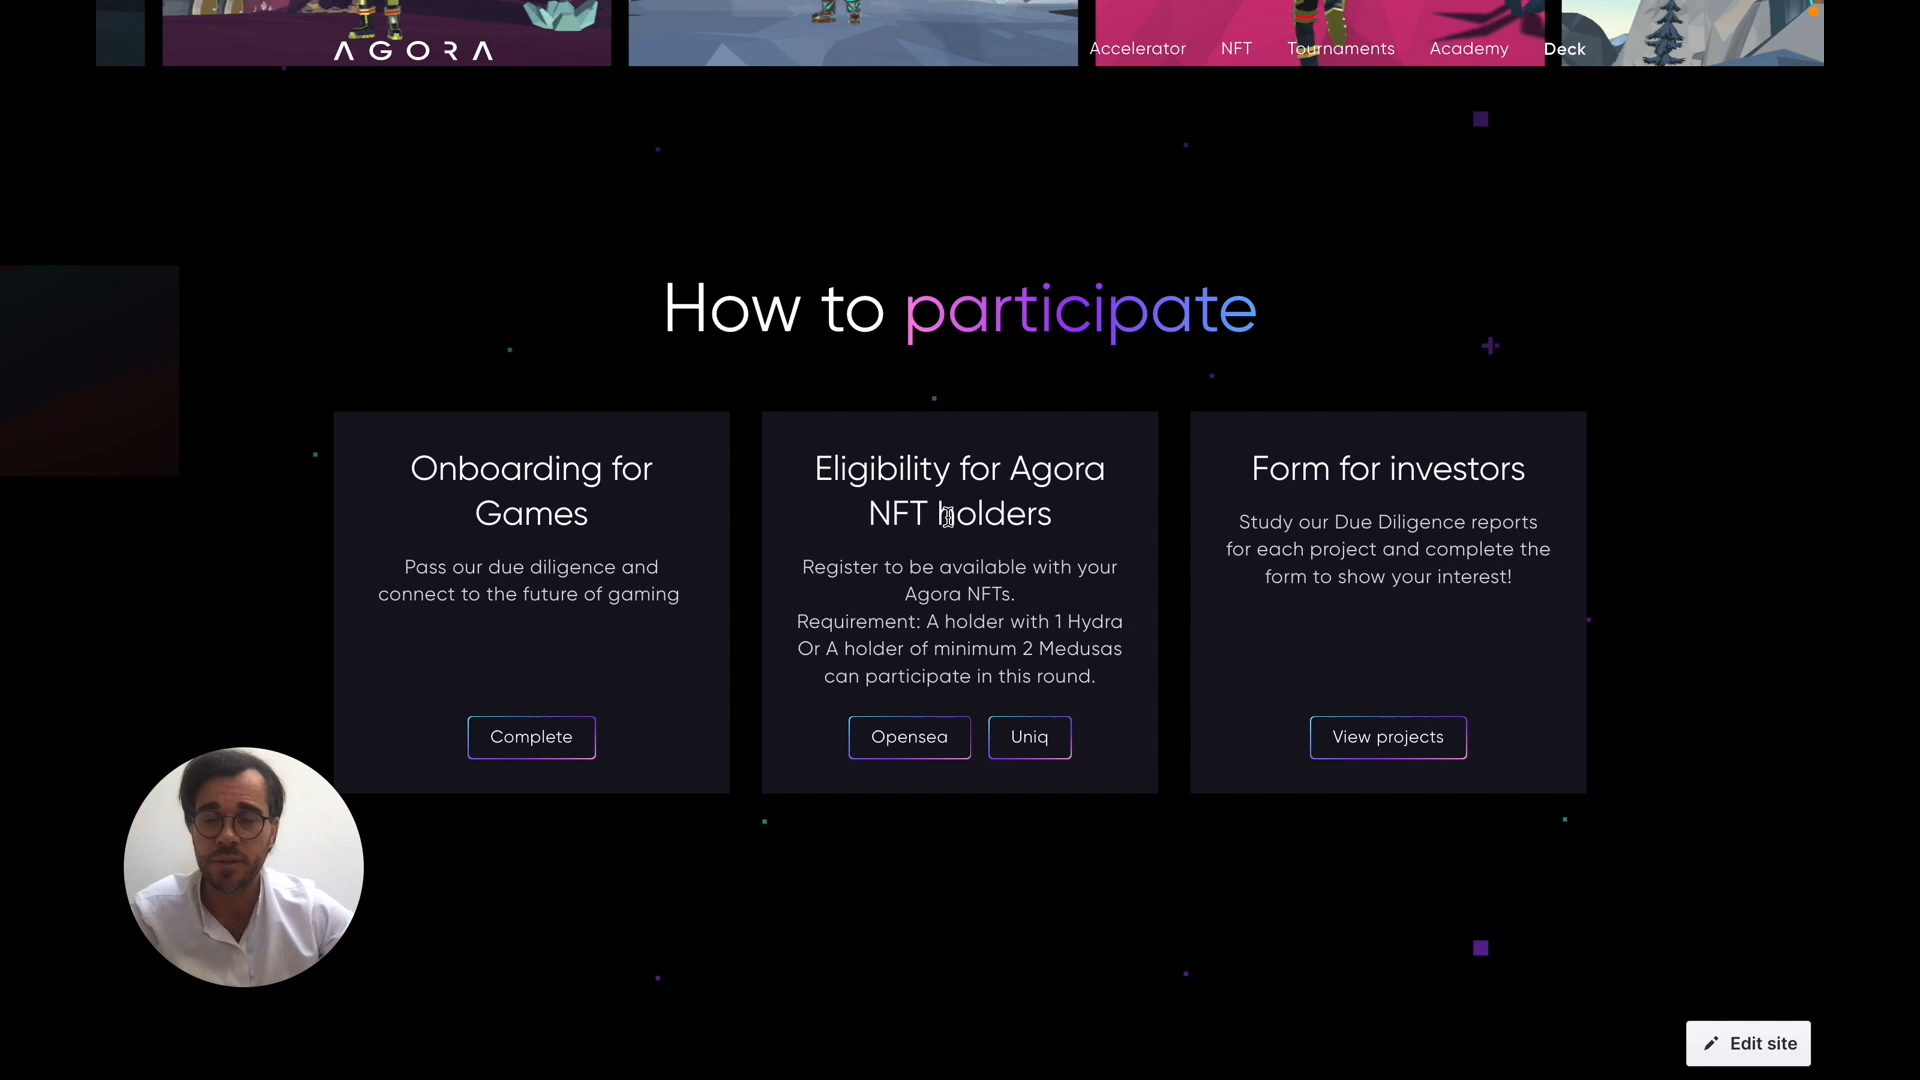 AGORA
Accelerator NFT Tournaments Academy Deck
How to participate
Onboarding for
Games
Pass our due diligence and
connect to the future of gaming
Complete
Eligibility for Agora
NFT holders
Register to be available with your
Agora NFTs.
Requirement: A holder with 1 Hydra
Or A holder of minimum 2 Medusas
can participate in this round.
Opensea Uniq
Form for investors
Study our Due Diligence reports
for each project and complete the
form to show your interest!
View projects
Edit site